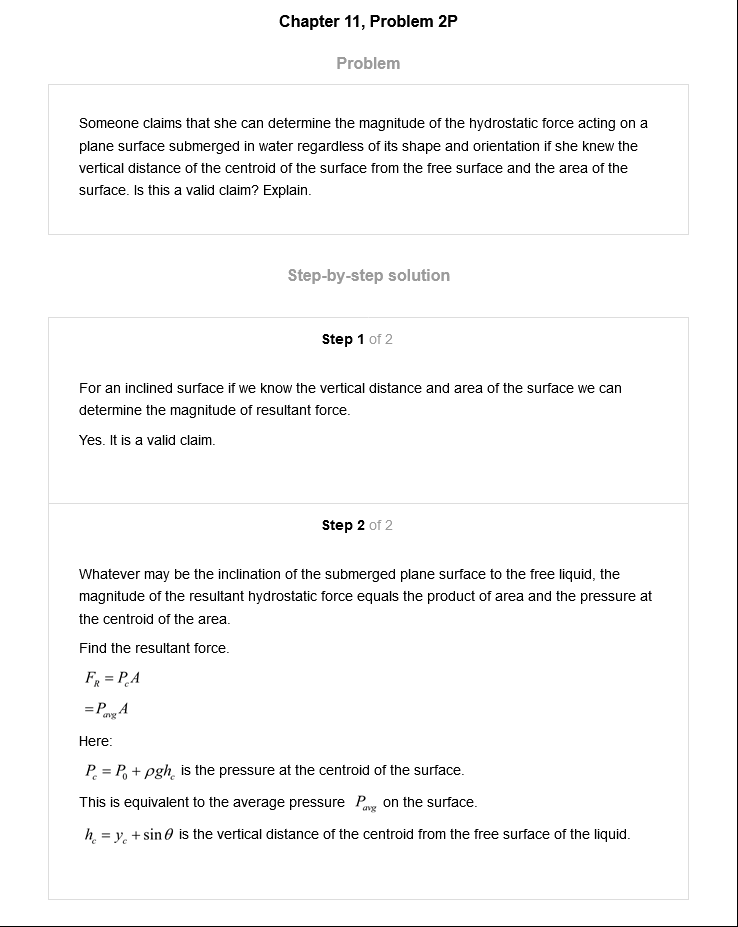 Chapter 11, Problem 2P
Problem
Someone claims that she can determine the magnitude of the hydrostatic force acting on a
plane surface submerged in water regardless of its shape and orientation if she knew the
vertical distance of the centroid of the surface from the free surface and the area of the
surface. Is this a valid claim? Explain.
Step-by-step solution
Step 1 of 2
For an inclined surface if we know the vertical distance and area of the surface we can
determine the magnitude of resultant force.
Yes. It is a valid claim.
Step 2 of 2
Whatever may be the inclination of the submerged plane surface to the free liquid, the
magnitude of the resultant hydrostatic force equals the product of area and the pressure at
the centroid of the area.
Find the resultant force.
F_R = P_c A
= P_avg A
Here:
P_c = P_0 + ρgh_c is the pressure at the centroid of the surface.
This is equivalent to the average pressure P_avg on the surface.
h_c = y_c + sin θ is the vertical distance of the centroid from the free surface of the liquid.